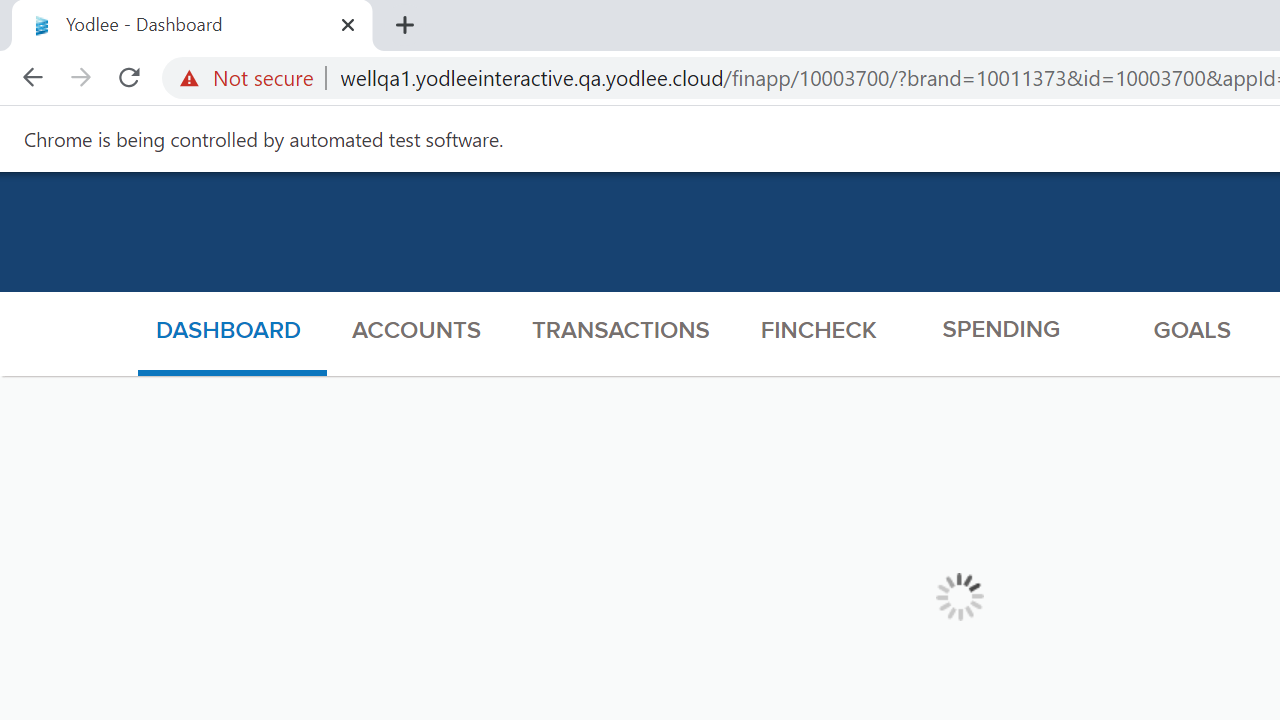 Yodlee - Dashboard
Not secure | wellqa1.yodleeinteractive.qa.yodlee.cloud/finapp/10003700/?brand=10011373&id=10003700&appId=
Chrome is being controlled by automated test software.
DASHBOARD ACCOUNTS TRANSACTIONS FINCHECK SPENDING GOALS